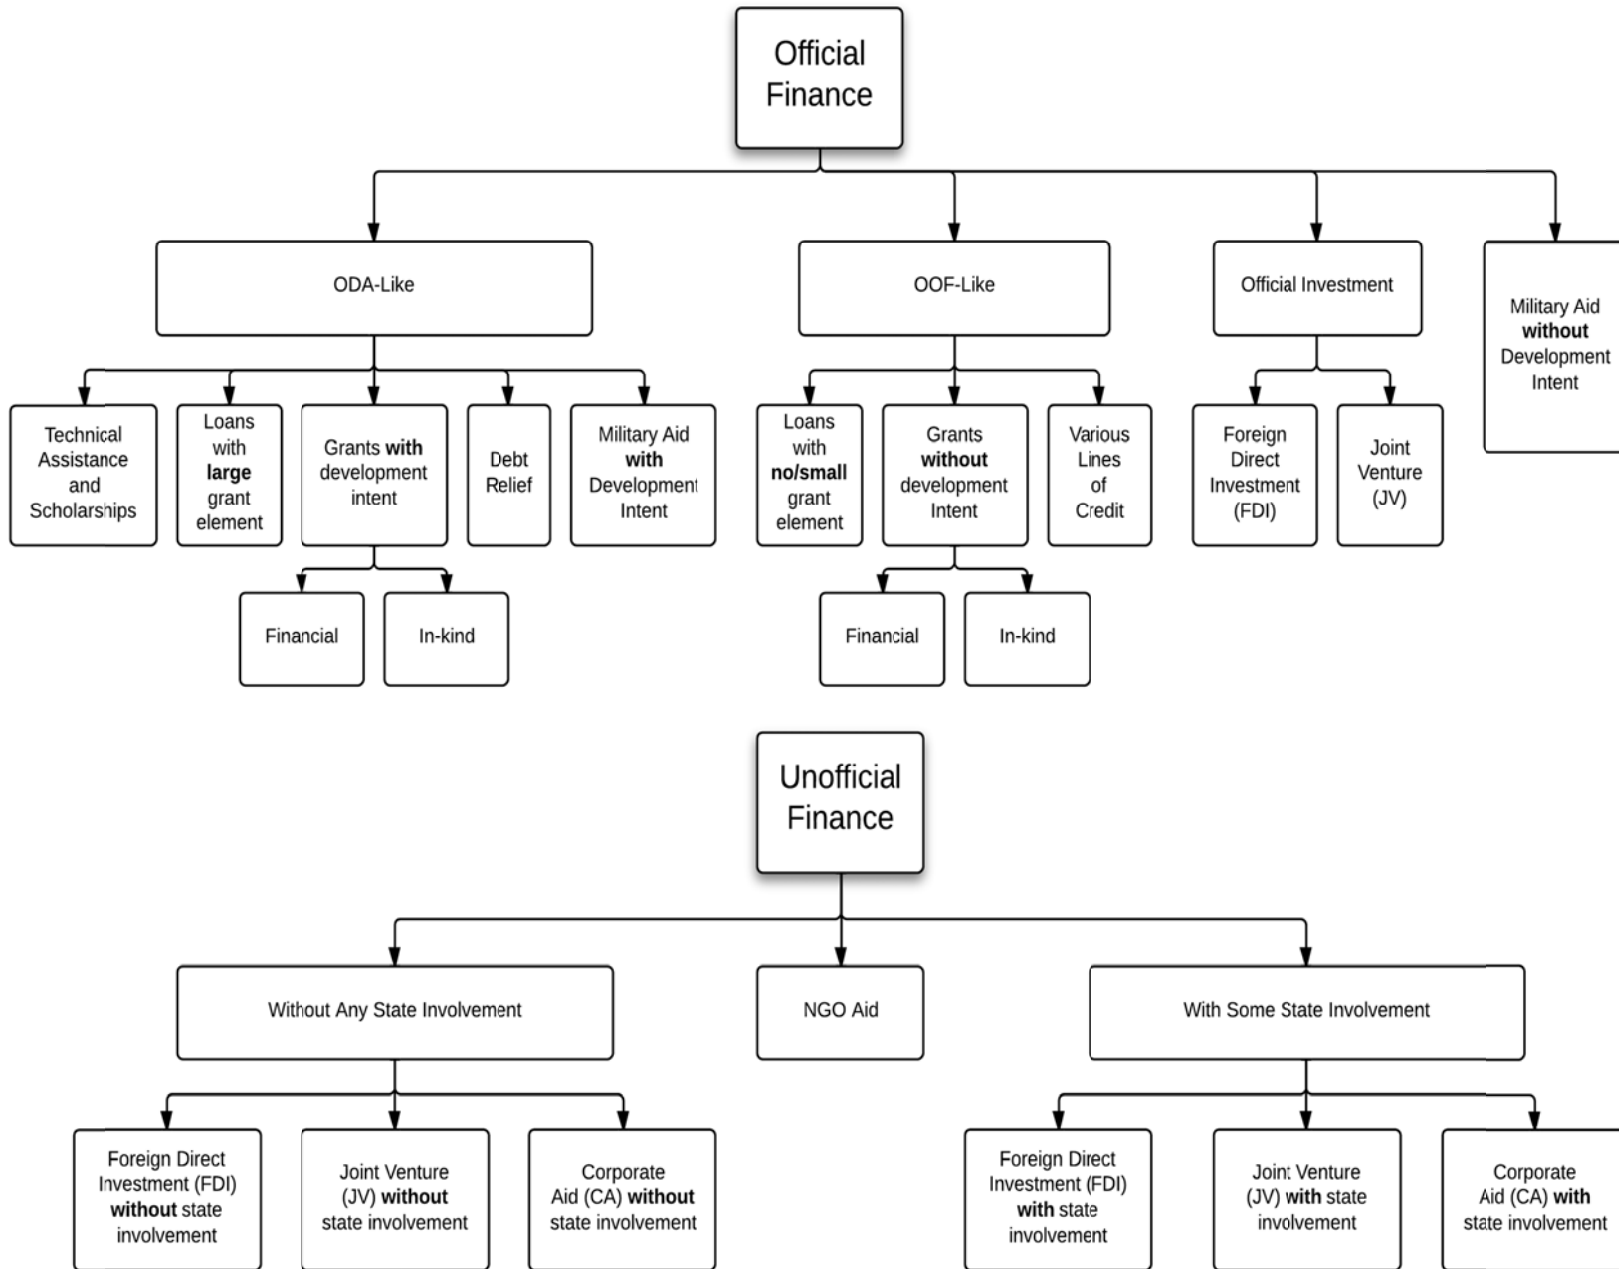 Official
Finance
ODA-Like
OOF-Like
Official Investment
Military Aid
without
Development
Intent
Technical
Assistance
and
Scholarships
Loans
with
large
grant
element
Grants with
development
intent
Debt
Relief
Military Aid
with
Development
Intent
Loans
with
no/small
grant
element
Grants
without
development
Intent
Various
Lines
of
Credit
Foreign
Direct
Investment
(FDI)
Joint
Venture
(JV)
Financial
In-kind
Financial
In-kind
Unofficial
Finance
Without Any State Involvement
NGO Aid
With Some State Involvement
Foreign Direct
Investment (FDI)
without state
involvement
Joint Venture
(JV) without
state involvement
Corporate
Aid (CA) without
state involvement
Foreign Direct
Investment (FDI)
with state
involvement
Joint Venture
(JV) with state
involvement
Corporate
Aid (CA) with
state involvement